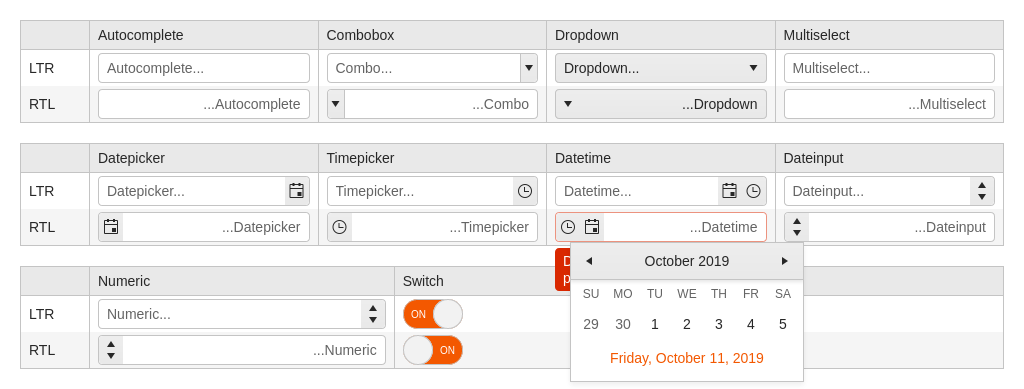 Autocomplete Combobox Dropdown Multiselect
LTR Autocomplete... Combo... Dropdown... Multiselect...
RTL ...Autocomplete ...Combo ...Dropdown ...Multiselect
Datepicker Timepicker Datetime Dateinput
LTR Datepicker... Timepicker... Datetime... Dateinput...
RTL ...Datepicker ...Timepicker ...Datetime ...Dateinput
Numeric Switch
LTR Numeric... ON
RTL ...Numeric ON
October 2019
SU MO TU WE TH FR SA
29 30 1 2 3 4 5
Friday, October 11, 2019